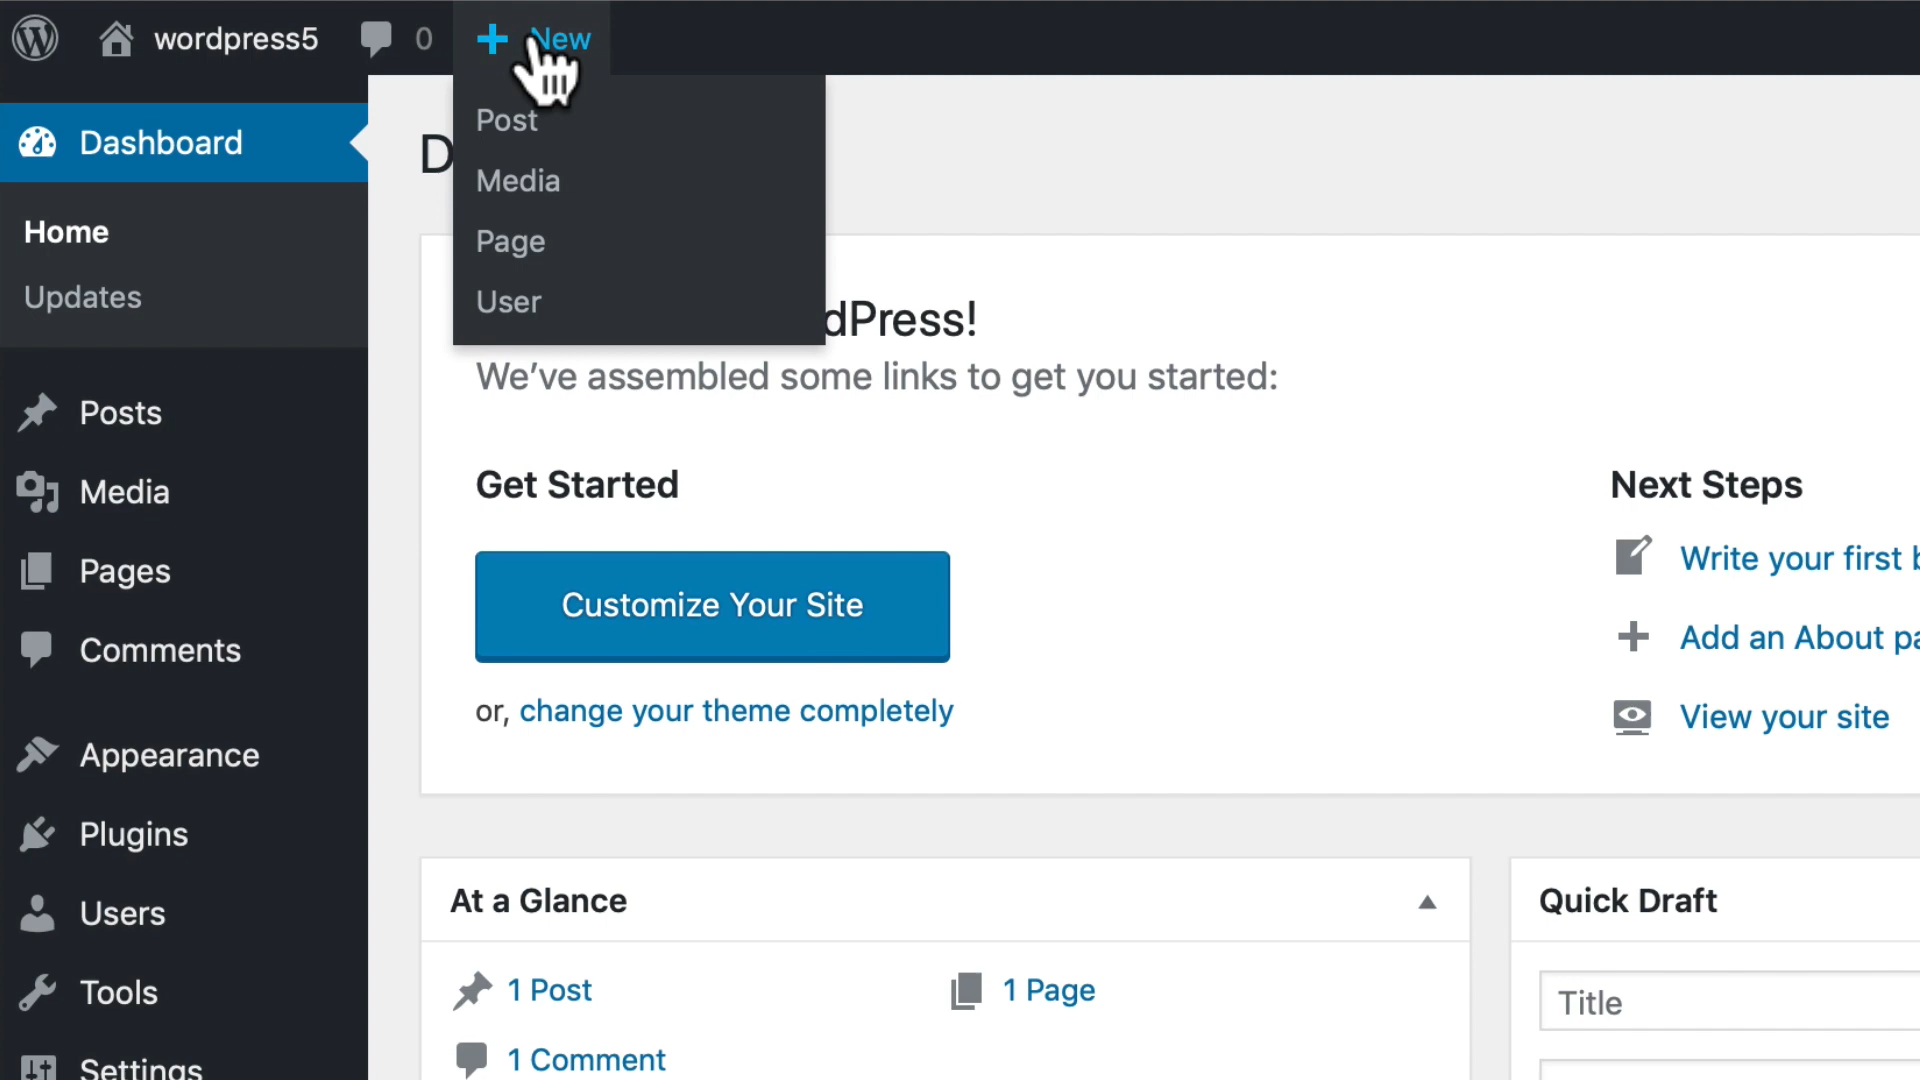 wordpress5
0
New
Post
Media
Page
User
Dashboard
Home
Updates
Posts
Media
Pages
Comments
Appearance
Plugins
Users
Tools
Settings
D
dPress!
We've assembled some links to get you started:
Get Started
Customize Your Site
or, change your theme completely
Next Steps
Write your first b
Add an About pa
View your site
At a Glance
1 Post
1 Page
1 Comment
Quick Draft
Title